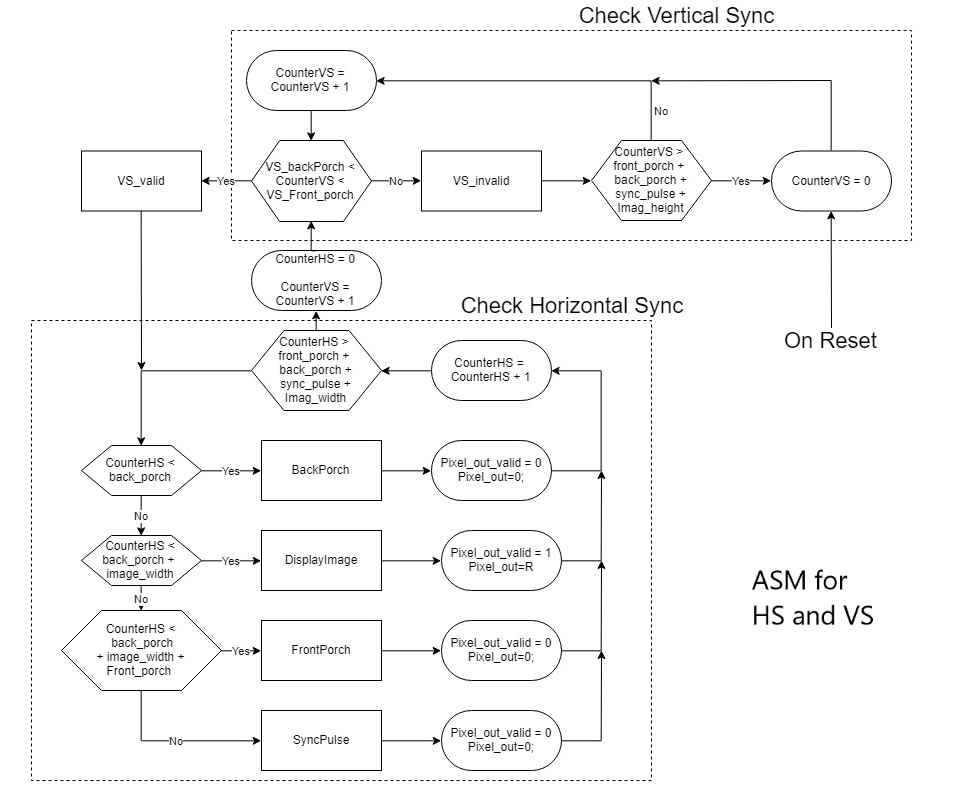 Check Vertical Sync
CounterVS =
CounterVS + 1
No
VS_valid
Yes
VS_backPorch <
CounterVS <
VS_Front_porch
No
VS_invalid
CounterVS >
front_porch +
back_porch +
sync_pulse +
Imag_height
Yes
CounterVS = 0
CounterHS = 0
CounterVS =
CounterVS + 1
On Reset
Check Horizontal Sync
CounterHS >
front_porch +
back_porch +
sync_pulse +
Imag_width
CounterHS =
CounterHS + 1
CounterHS <
back_porch
Yes
BackPorch
Pixel_out_valid = 0
Pixel_out=0;
No
CounterHS <
back_porch +
image_width
Yes
DisplayImage
Pixel_out_valid = 1
Pixel_out=R
No
CounterHS <
back_porch
+ image_width +
Front_porch
Yes
FrontPorch
Pixel_out_valid = 0
Pixel_out=0;
No
SyncPulse
Pixel_out_valid = 0
Pixel_out=0;
ASM for
HS and VS